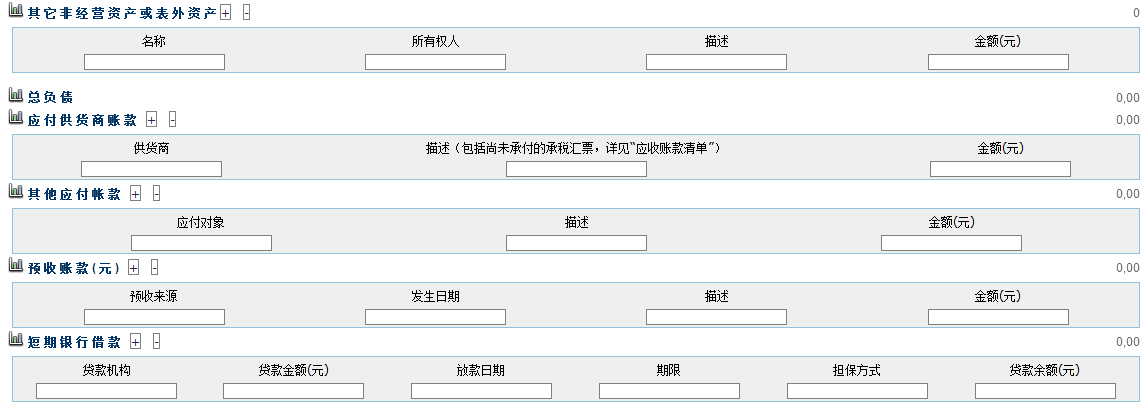 其它非经营资产或表外资产 + - 0
名称 所有权人 描述 金额(元)
总负债 0,00
应付供货商账款 + - 0,00
供货商 描述（包括尚未承付的承税汇票，详见“应收账款清单”） 金额(元)
其他应付帐款 + - 0,00
应付对象 描述 金额(元)
预收账款(元) + - 0,00
预收来源 发生日期 描述 金额(元)
短期银行借款 + - 0,00
贷款机构 贷款金额(元) 放款日期 期限 担保方式 贷款余额(元)